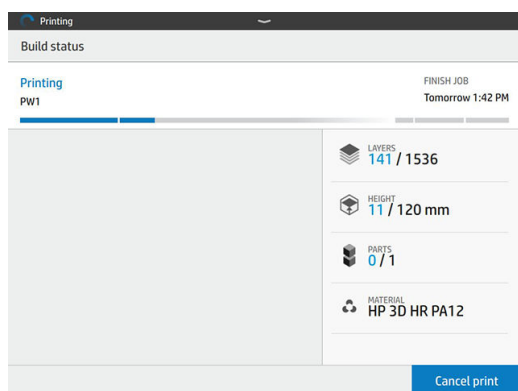 Printing
Build status
Printing
PW1
FINISH JOB
Tomorrow 1:42 PM
LAYERS
141 / 1536
HEIGHT
11 / 120 mm
PARTS
0 / 1
MATERIAL
HP 3D HR PA12
Cancel print